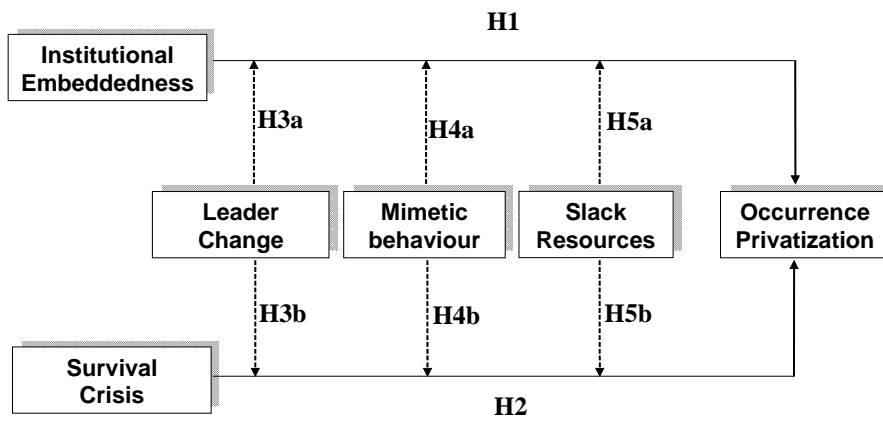 H1
Institutional
Embeddedness
H3a
H4a
H5a
Leader
Change
Mimetic
behaviour
Slack
Resources
Occurrence
Privatization
H3b
H4b
H5b
Survival
Crisis
H2